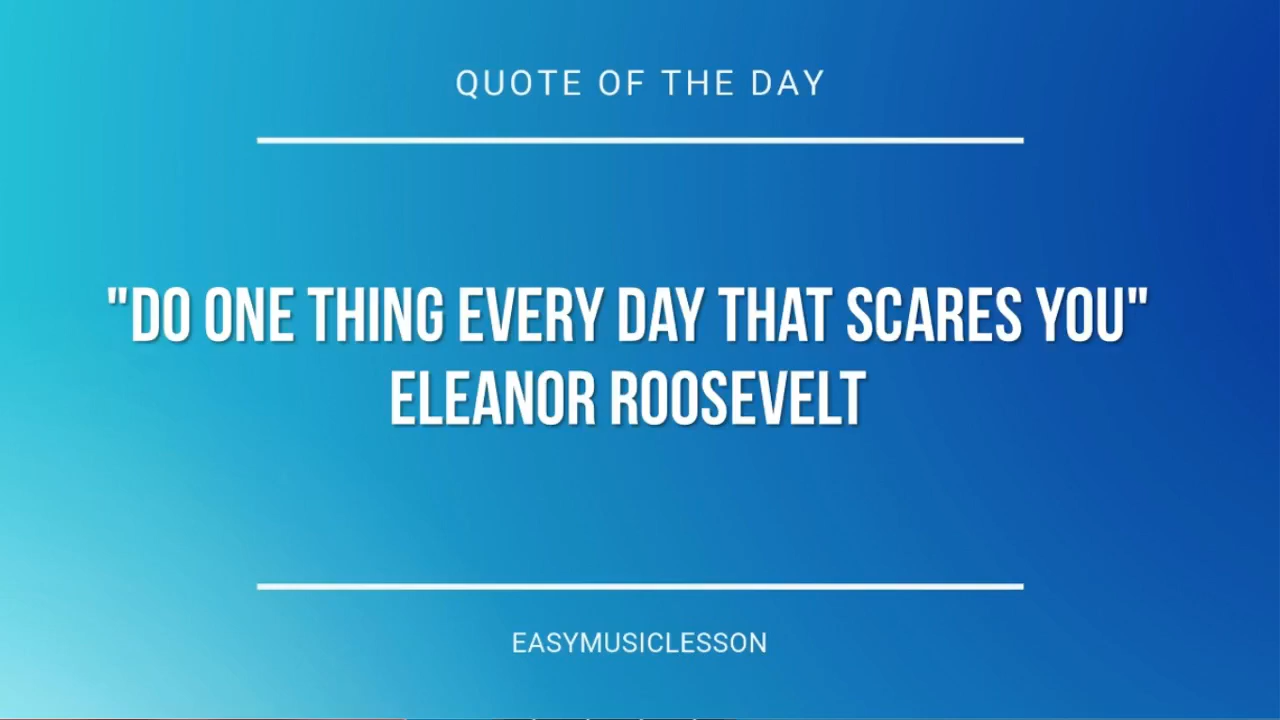 QUOTE OF THE DAY
"DO ONE THING EVERY DAY THAT SCARES YOU"
ELEANOR ROOSEVELT
EASYMUSICLESSON